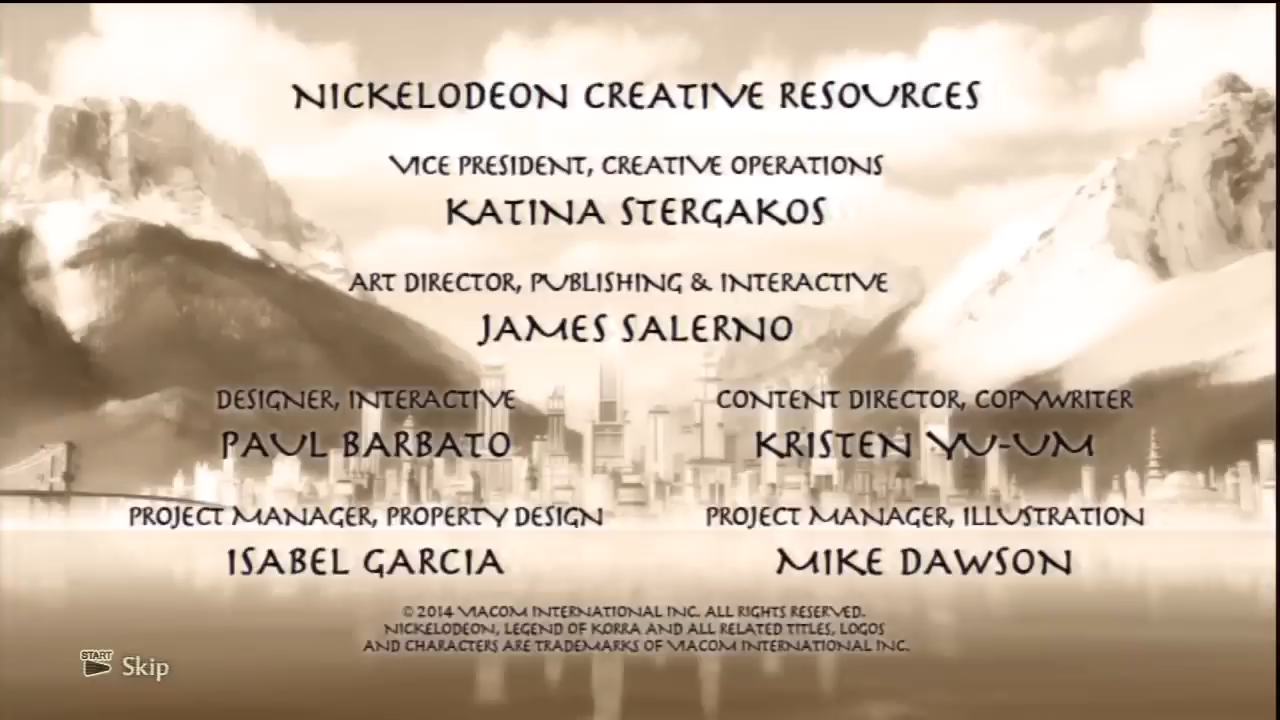 NICKELODEON CREATIVE RESOURCES
VICE PRESIDENT, CREATIVE OPERATIONS
KATINA STERGAKOS
ART DIRECTOR, PUBLISHING & INTERACTIVE
JAMES SALERNO
DESIGNER, INTERACTIVE
PAUL BARBATO
CONTENT DIRECTOR, COPYWRITER
KRISTEN YU-UM
PROJECT MANAGER, PROPERTY DESIGN
ISABEL GARCIA
PROJECT MANAGER, ILLUSTRATION
MIKE DAWSON
© 2014 VIACOM INTERNATIONAL INC. ALL RIGHTS RESERVED.
NICKELODEON, LEGEND OF KORRA AND ALL RELATED TITLES, LOGOS
AND CHARACTERS ARE TRADEMARKS OF VIACOM INTERNATIONAL INC.
START
Skip